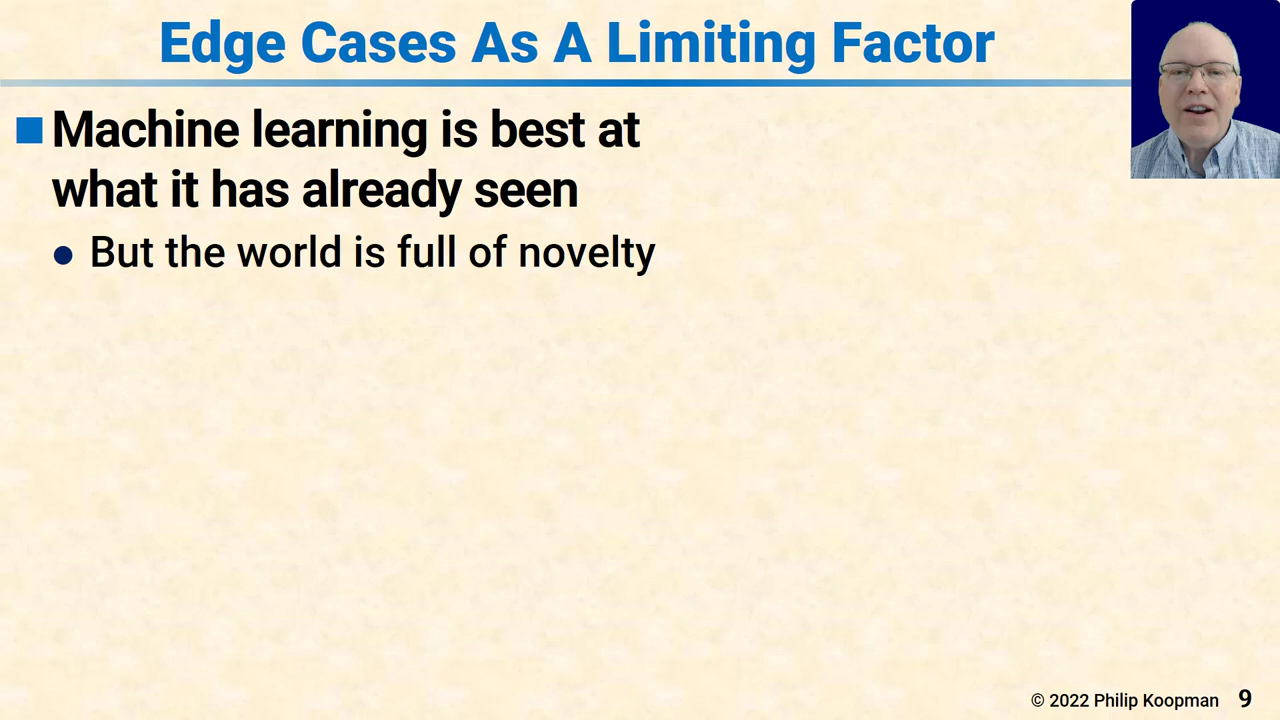 Edge Cases As A Limiting Factor
Machine learning is best at
what it has already seen
But the world is full of novelty
© 2022 Philip Koopman 9